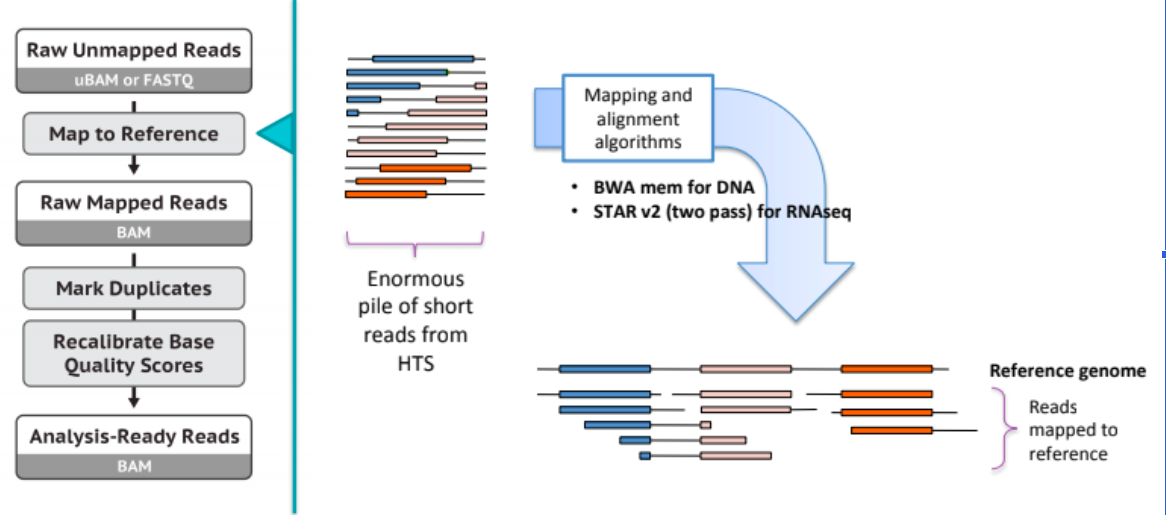 Raw Unmapped Reads
uBAM or FASTQ
Map to Reference
Raw Mapped Reads
BAM
Mark Duplicates
Recalibrate Base
Quality Scores
Analysis-Ready Reads
BAM
Enormous
pile of short
reads from
HTS
Mapping and
alignment
algorithms
• BWA mem for DNA
• STAR v2 (two pass) for RNAseq
Reference genome
Reads
mapped to
reference